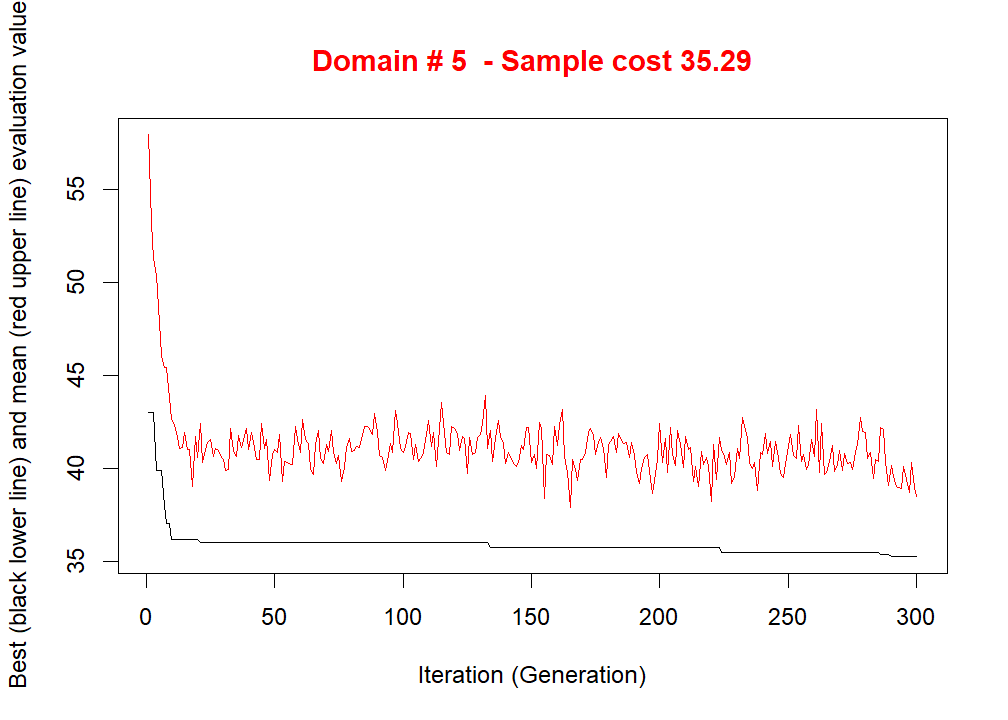 Domain # 5  - Sample cost 35.29
Best (black lower line) and mean (red upper line) evaluation value
55
50
45
40
35
0 50 100 150 200 250 300
Iteration (Generation)